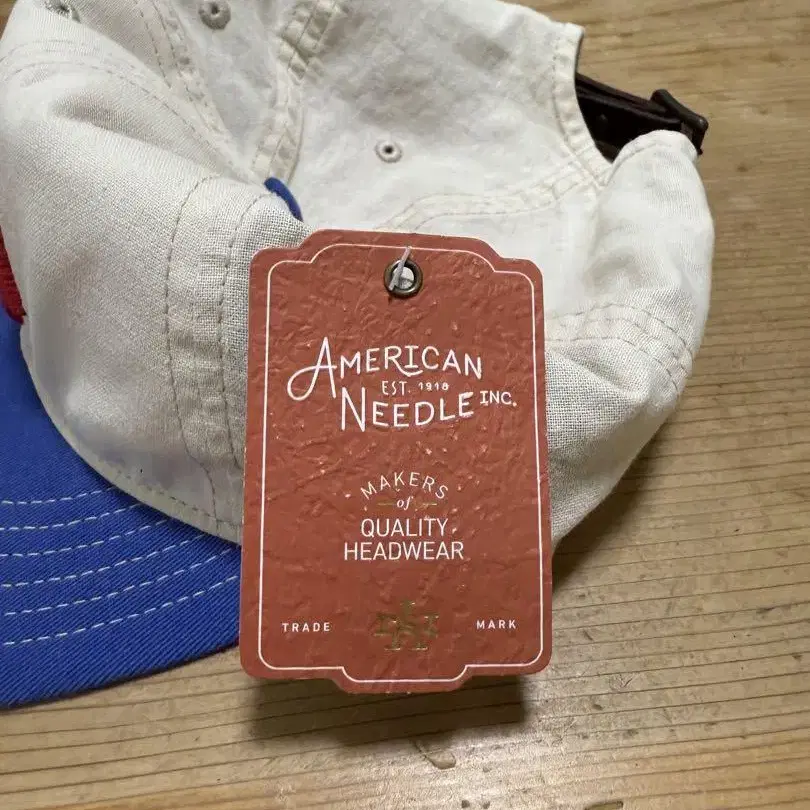 AMERICAN
EST. 1918
NEEDLE INC.
MAKERS
of
QUALITY
HEADWEAR
TRADE MARK